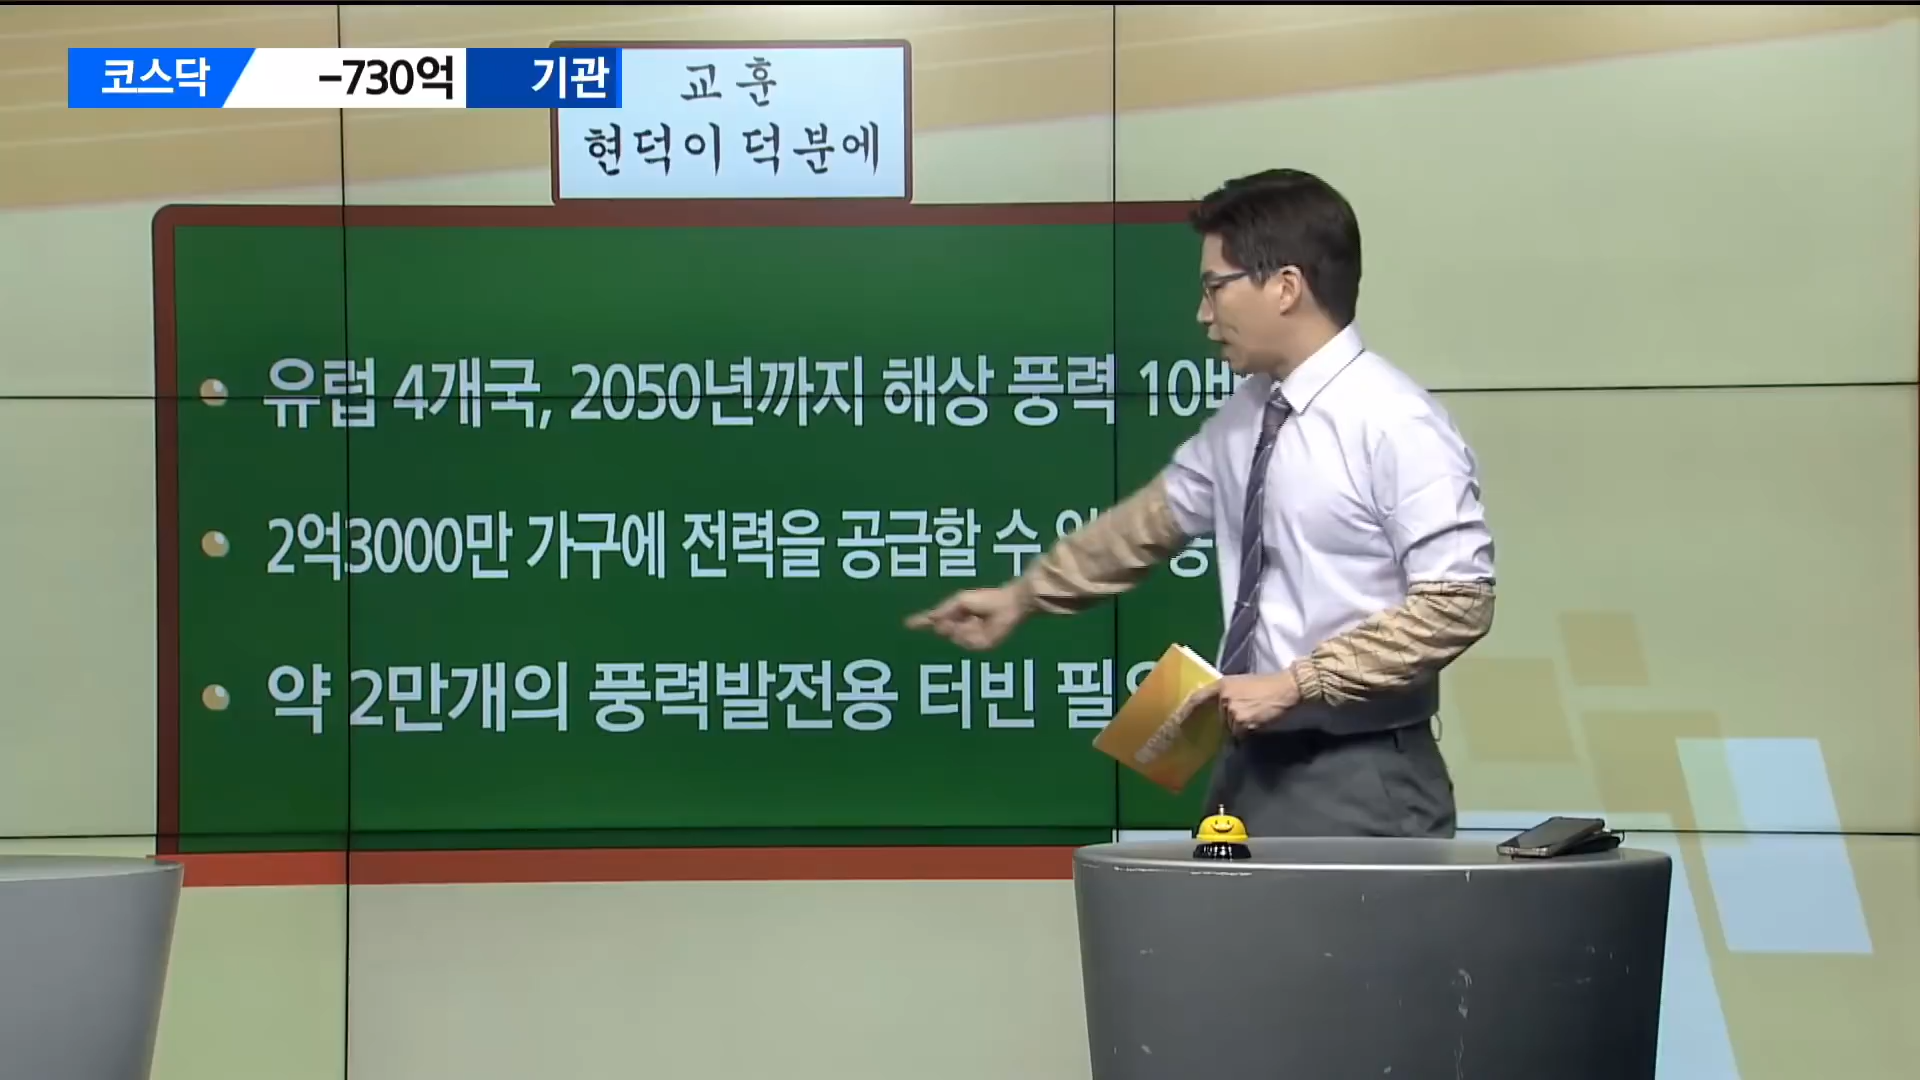 코스닥 -730억 기관
교훈
현덕이 덕분에
유럽 4개국, 2050년까지 해상 풍력
2억3000만 가구에 전력을 공급할 수
약 2만개의 풍력발전용 터빈